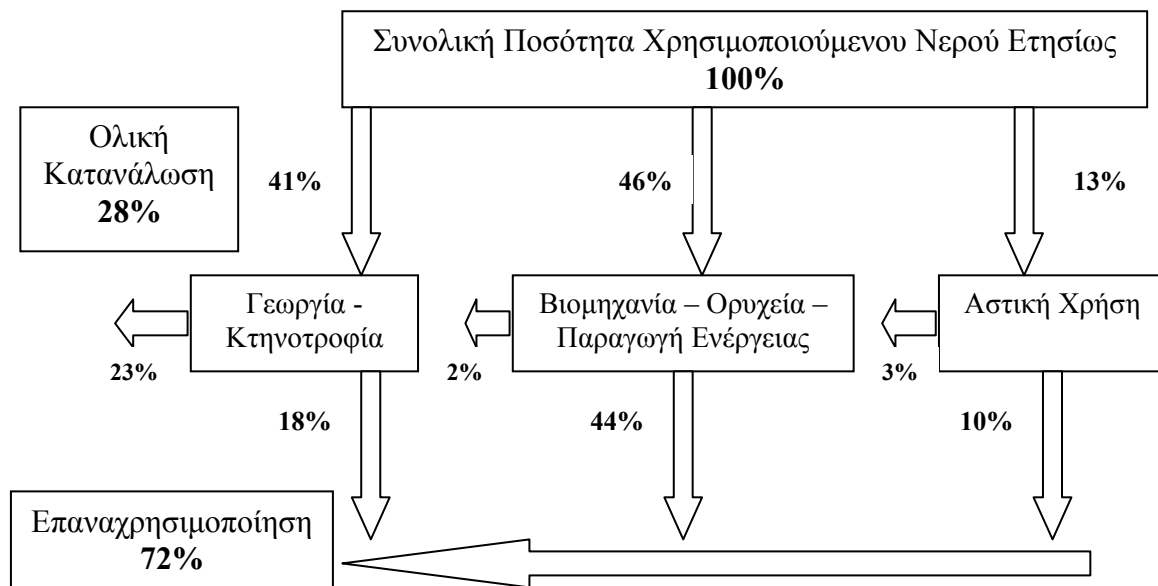 Συνολική Ποσότητα Χρησιμοποιούμενου Νερού Ετησίως
100%
Ολική
Κατανάλωση
28%
41%
46%
13%
Γεωργία -
Κτηνοτροφία
Βιομηχανία – Ορυχεία –
Παραγωγή Ενέργειας
Αστική Χρήση
23%
2%
3%
18%
44%
10%
Επαναχρησιμοποίηση
72%